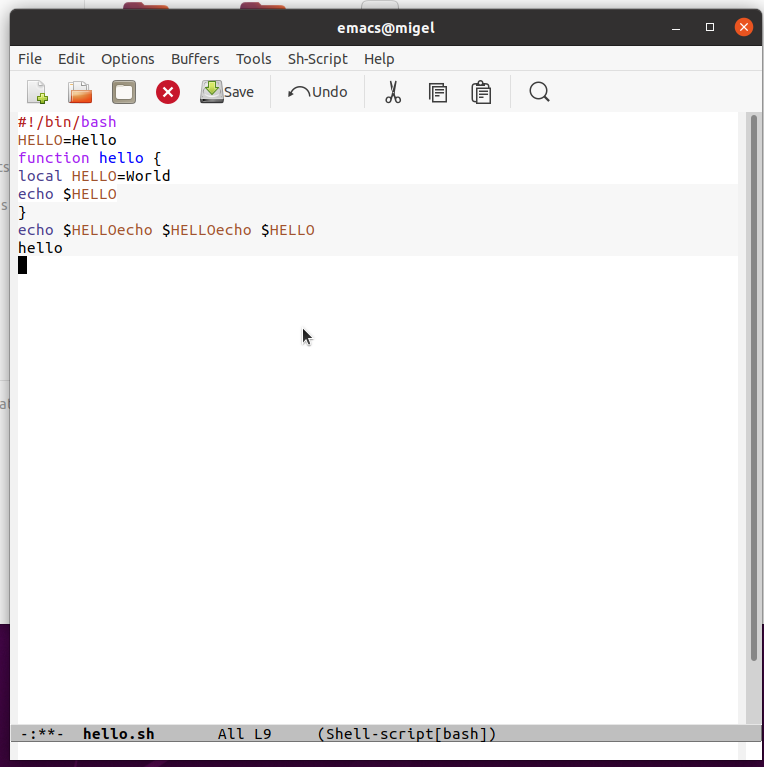 emacs@migel
File Edit Options Buffers Tools Sh-Script Help
Save Undo
#!/bin/bash
HELLO=Hello
function hello {
local HELLO=World
echo $HELLO
}
echo $HELLOecho $HELLOecho $HELLO
hello
-:**- hello.sh All L9 (Shell-script[bash])